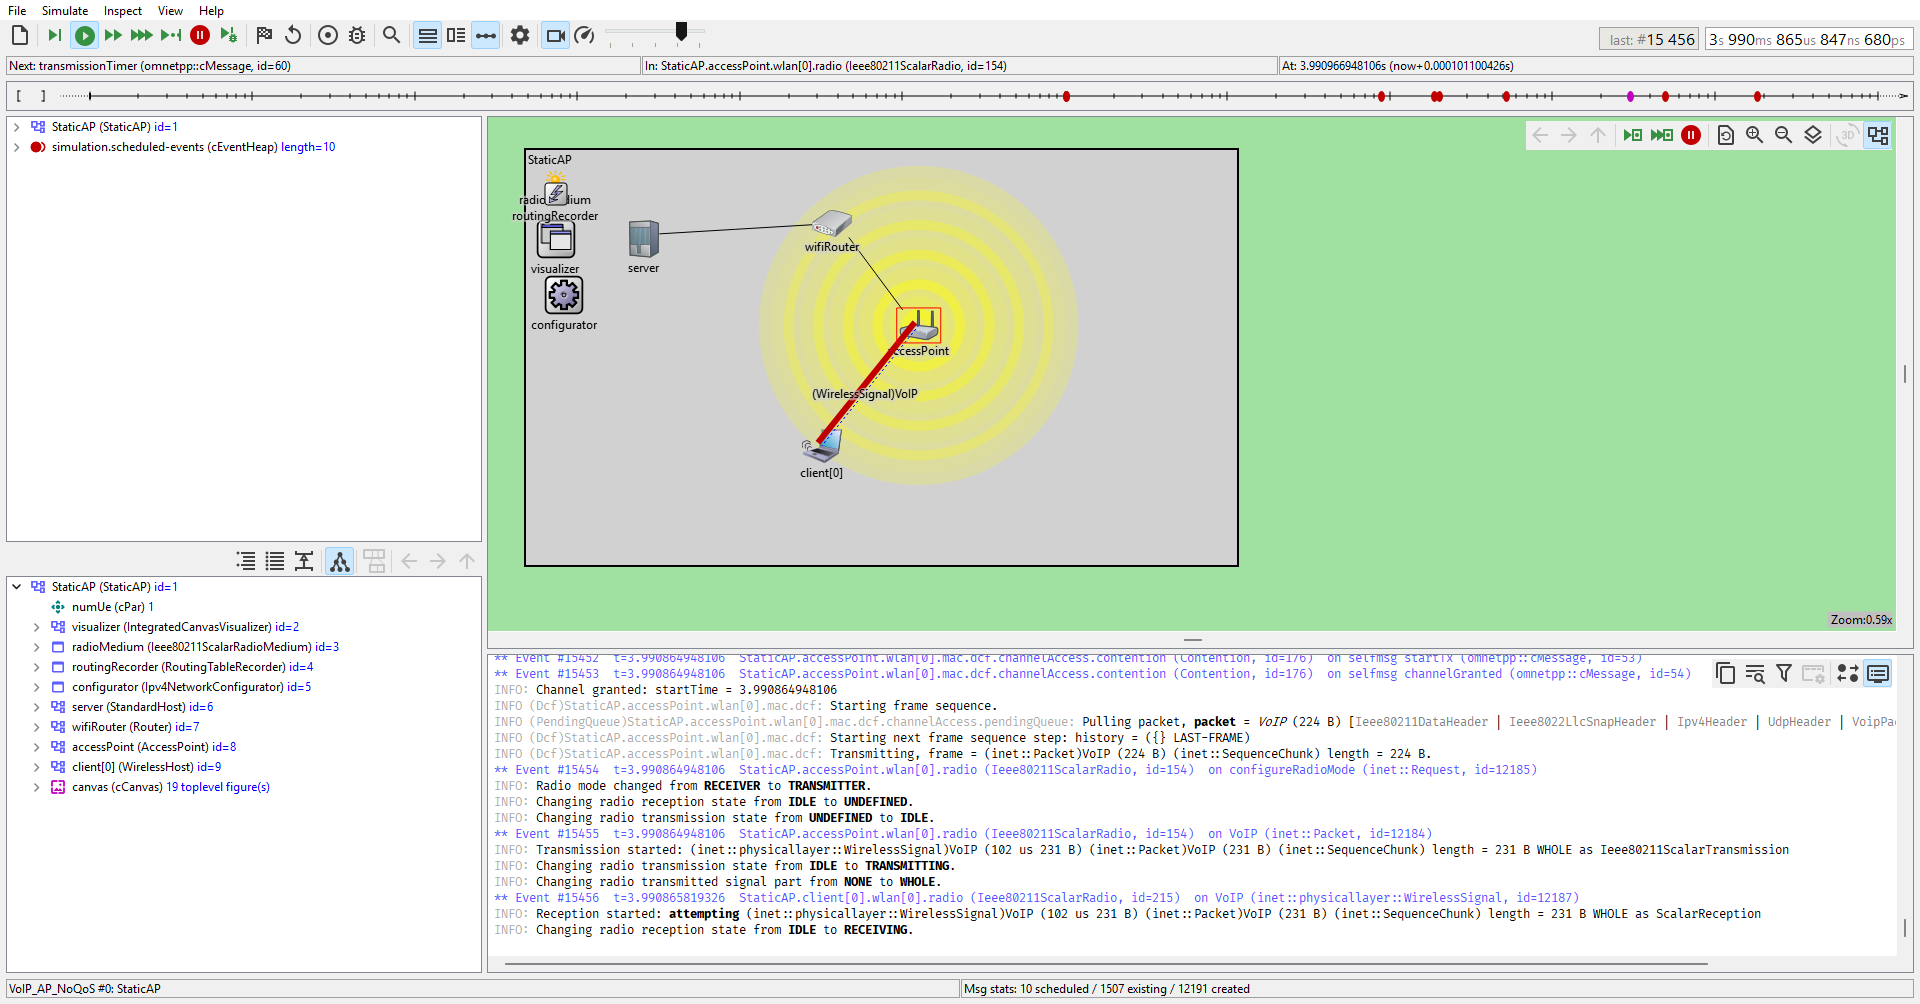 File Simulate Inspect View Help
last: #15 456 3s 990ms 865us 847ns 680ps
Next: transmissionTimer (omnetpp::cMessage, id=60) In: StaticAP.accessPoint.wlan[0].radio (Ieee80211ScalarRadio, id=154) At: 3.990966948106s (now+0.000101100426s)
[ ]
StaticAP (StaticAP) id=1
simulation.scheduled-events (cEventHeap) length=10
StaticAP (StaticAP) id=1
numUe (cPar) 1
visualizer (IntegratedCanvasVisualizer) id=2
radioMedium (Ieee80211ScalarRadioMedium) id=3
routingRecorder (RoutingTableRecorder) id=4
configurator (Ipv4NetworkConfigurator) id=5
server (StandardHost) id=6
wifiRouter (Router) id=7
accessPoint (AccessPoint) id=8
client[0] (WirelessHost) id=9
canvas (cCanvas) 19 toplevel figure(s)
3D
StaticAP
routingRecorder
visualizer
configurator
server
wifiRouter
(WirelessSignal)VoIP
client[0]
Zoom:0.59x
** Event #15452 t=3.990864948106 StaticAP.accessPoint.wlan[0].mac.dcf.channelAccess.contention (Contention, id=176) on selfmsg startTx (omnetpp::cMessage, id=53)
** Event #15453 t=3.990864948106 StaticAP.accessPoint.wlan[0].mac.dcf.channelAccess.contention (Contention, id=176) on selfmsg channelGranted (omnetpp::cMessage, id=54)
INFO: Channel granted: startTime = 3.990864948106
INFO (Dcf)StaticAP.accessPoint.wlan[0].mac.dcf: Starting frame sequence.
INFO (PendingQueue)StaticAP.accessPoint.wlan[0].mac.dcf.channelAccess.pendingQueue: Pulling packet, packet = VoIP (224 B) [Ieee80211DataHeader | Ieee8022LlcSnapHeader | Ipv4Header | UdpHeader | VoipPa
INFO (Dcf)StaticAP.accessPoint.wlan[0].mac.dcf: Starting next frame sequence step: history = ({} LAST-FRAME)
INFO (Dcf)StaticAP.accessPoint.wlan[0].mac.dcf: Transmitting, frame = (inet::Packet)VoIP (224 B) (inet::SequenceChunk) length = 224 B.
** Event #15454 t=3.990864948106 StaticAP.accessPoint.wlan[0].radio (Ieee80211ScalarRadio, id=154) on configureRadioMode (inet::Request, id=12185)
INFO: Radio mode changed from RECEIVER to TRANSMITTER.
INFO: Changing radio reception state from IDLE to UNDEFINED.
INFO: Changing radio transmission state from UNDEFINED to IDLE.
** Event #15455 t=3.990864948106 StaticAP.accessPoint.wlan[0].radio (Ieee80211ScalarRadio, id=154) on VoIP (inet::Packet, id=12184)
INFO: Transmission started: (inet::physicallayer::WirelessSignal)VoIP (102 us 231 B) (inet::Packet)VoIP (231 B) (inet::SequenceChunk) length = 231 B WHOLE as Ieee80211ScalarTransmission
INFO: Changing radio transmission state from IDLE to TRANSMITTING.
INFO: Changing radio transmitted signal part from NONE to WHOLE.
** Event #15456 t=3.990865819326 StaticAP.client[0].wlan[0].radio (Ieee80211ScalarRadio, id=215) on VoIP (inet::physicallayer::WirelessSignal, id=12187)
INFO: Reception started: attempting (inet::physicallayer::WirelessSignal)VoIP (102 us 231 B) (inet::Packet)VoIP (231 B) (inet::SequenceChunk) length = 231 B WHOLE as ScalarReception
INFO: Changing radio reception state from IDLE to RECEIVING.
VoIP_AP_NoQoS #0: StaticAP Msg stats: 10 scheduled / 1507 existing / 12191 created